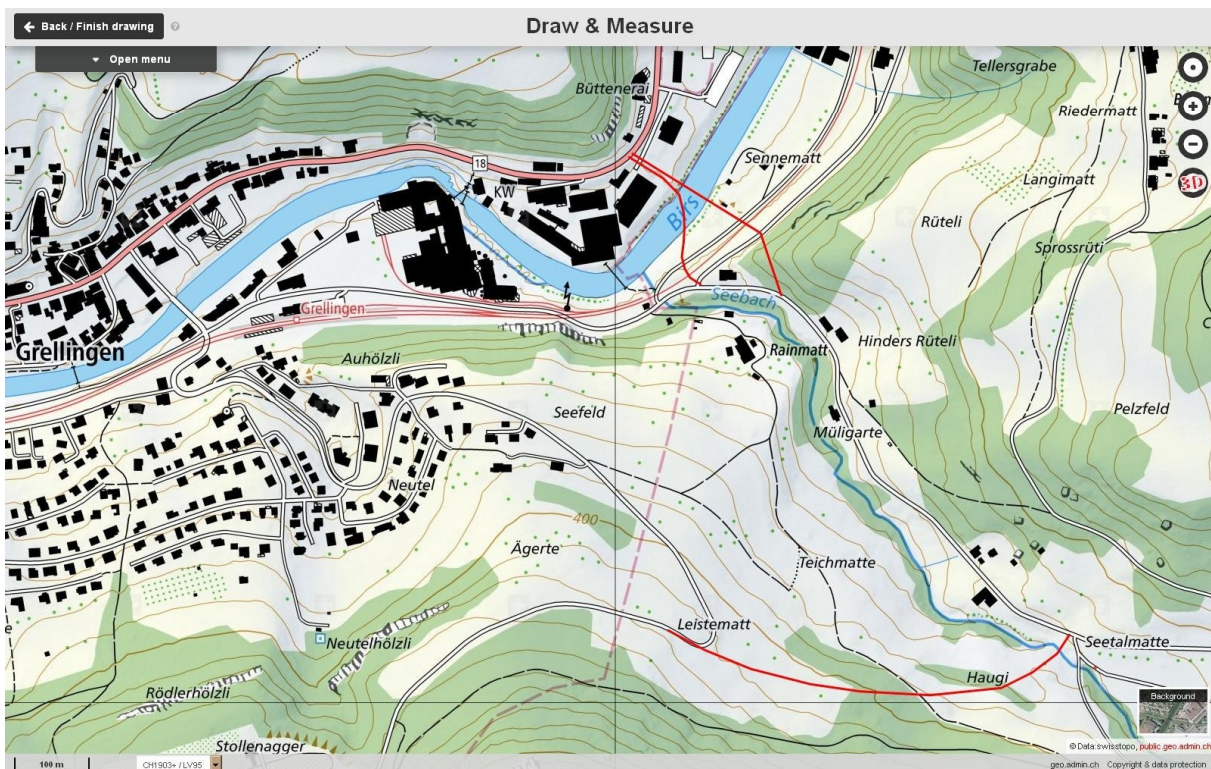 Back / Finish drawing
Draw & Measure
Open menu
Tellersgrabe
Büttenerai
Riedermatt
18
Sennematt
KW
Langimatt
3D
Birs
Rüteli
Sprossrüti
Seebach
Grellingen
Grellingen
Rainmatt
Hinders Rüteli
Auhölzli
Seefeld
Pelzfeld
Müligarte
Neutel
400
Ägerte
Teichmatte
Leistematt
Neutelhölzli
Seetalmatte
Haugi
Rödlerhölzli
Background
Stollenagger
© Data:swisstopo, public.geo.admin.ch
100 m
CH1903+ / LV95
geo.admin.ch Copyright & data protection